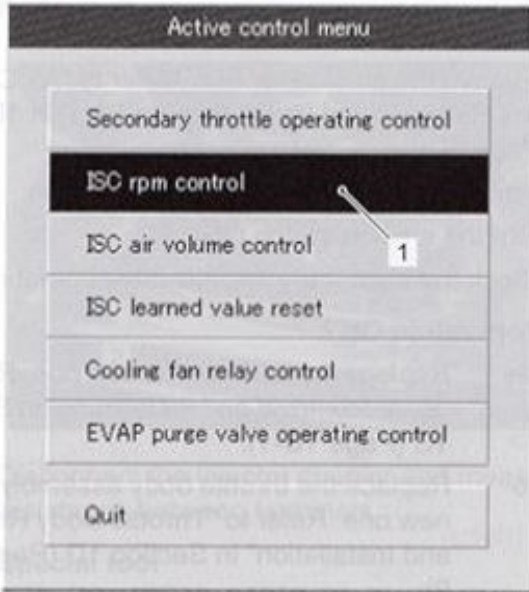 Active control menu
Secondary throttle operating control
ISC rpm control
1
ISC air volume control
ISC learned value reset
Cooling fan relay control
EVAP purge valve operating control
Quit